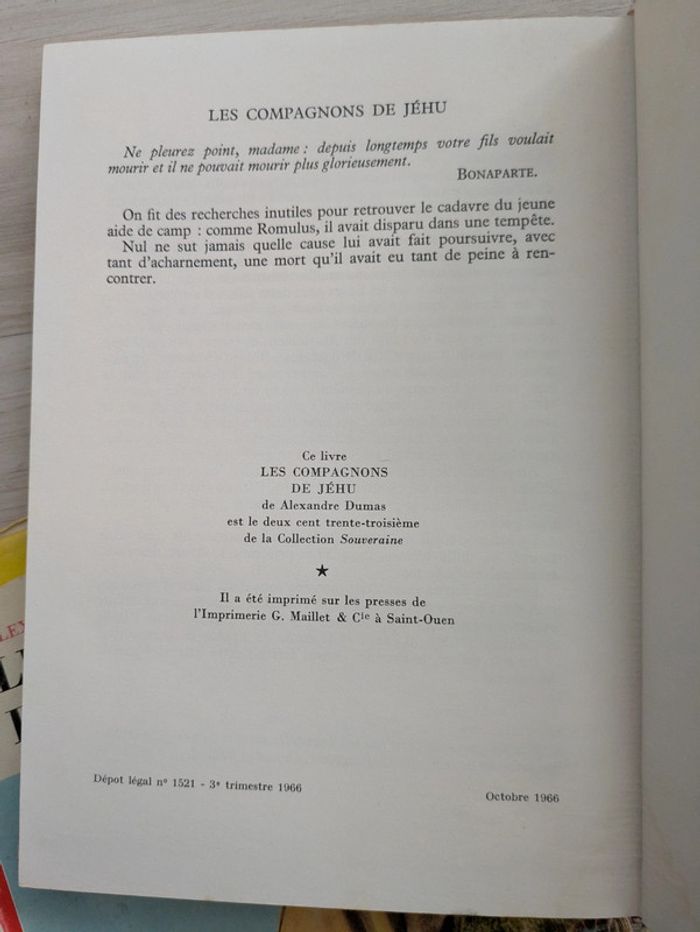 LES COMPAGNONS DE JÉHU
Ne pleurez point, madame : depuis longtemps votre fils voulait
mourir et il ne pouvait mourir plus glorieusement.
BONAPARTE.
On fit des recherches inutiles pour retrouver le cadavre du jeune
aide de camp : comme Romulus, il avait disparu dans une tempête.
Nul ne sut jamais quelle cause lui avait fait poursuivre, avec
tant d'acharnement, une mort qu'il avait eu tant de peine à ren-
contrer.
Ce livre
LES COMPAGNONS
DE JÉHU
de Alexandre Dumas
est le deux cent trente-troisième
de la Collection Souveraine
★
Il a été imprimé sur les presses de
l'Imprimerie G. Maillet & Cie à Saint-Ouen
Dépot légal nº 1521 - 3e trimestre 1966
Octobre 1966